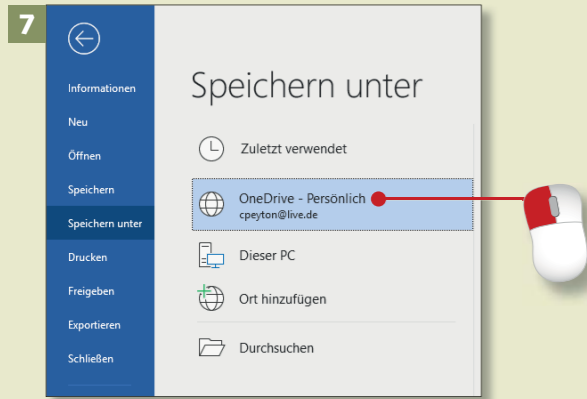 7
Informationen
Neu
Öffnen
Speichern
Speichern unter
Drucken
Freigeben
Exportieren
Schließen
Speichern unter
Zuletzt verwendet
OneDrive - Persönlich
cpeyton@live.de
Dieser PC
Ort hinzufügen
Durchsuchen